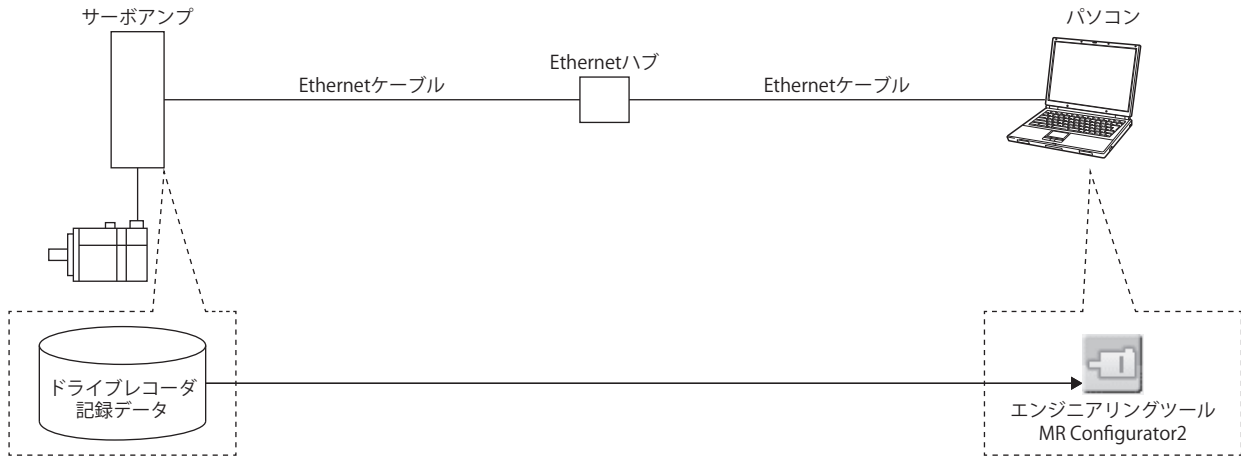 サーボアンプ
パソコン
Ethernetハブ
Ethernetケーブル
Ethernetケーブル
ドライブレコーダ
記録データ
エンジニアリングツール
MR Configurator2